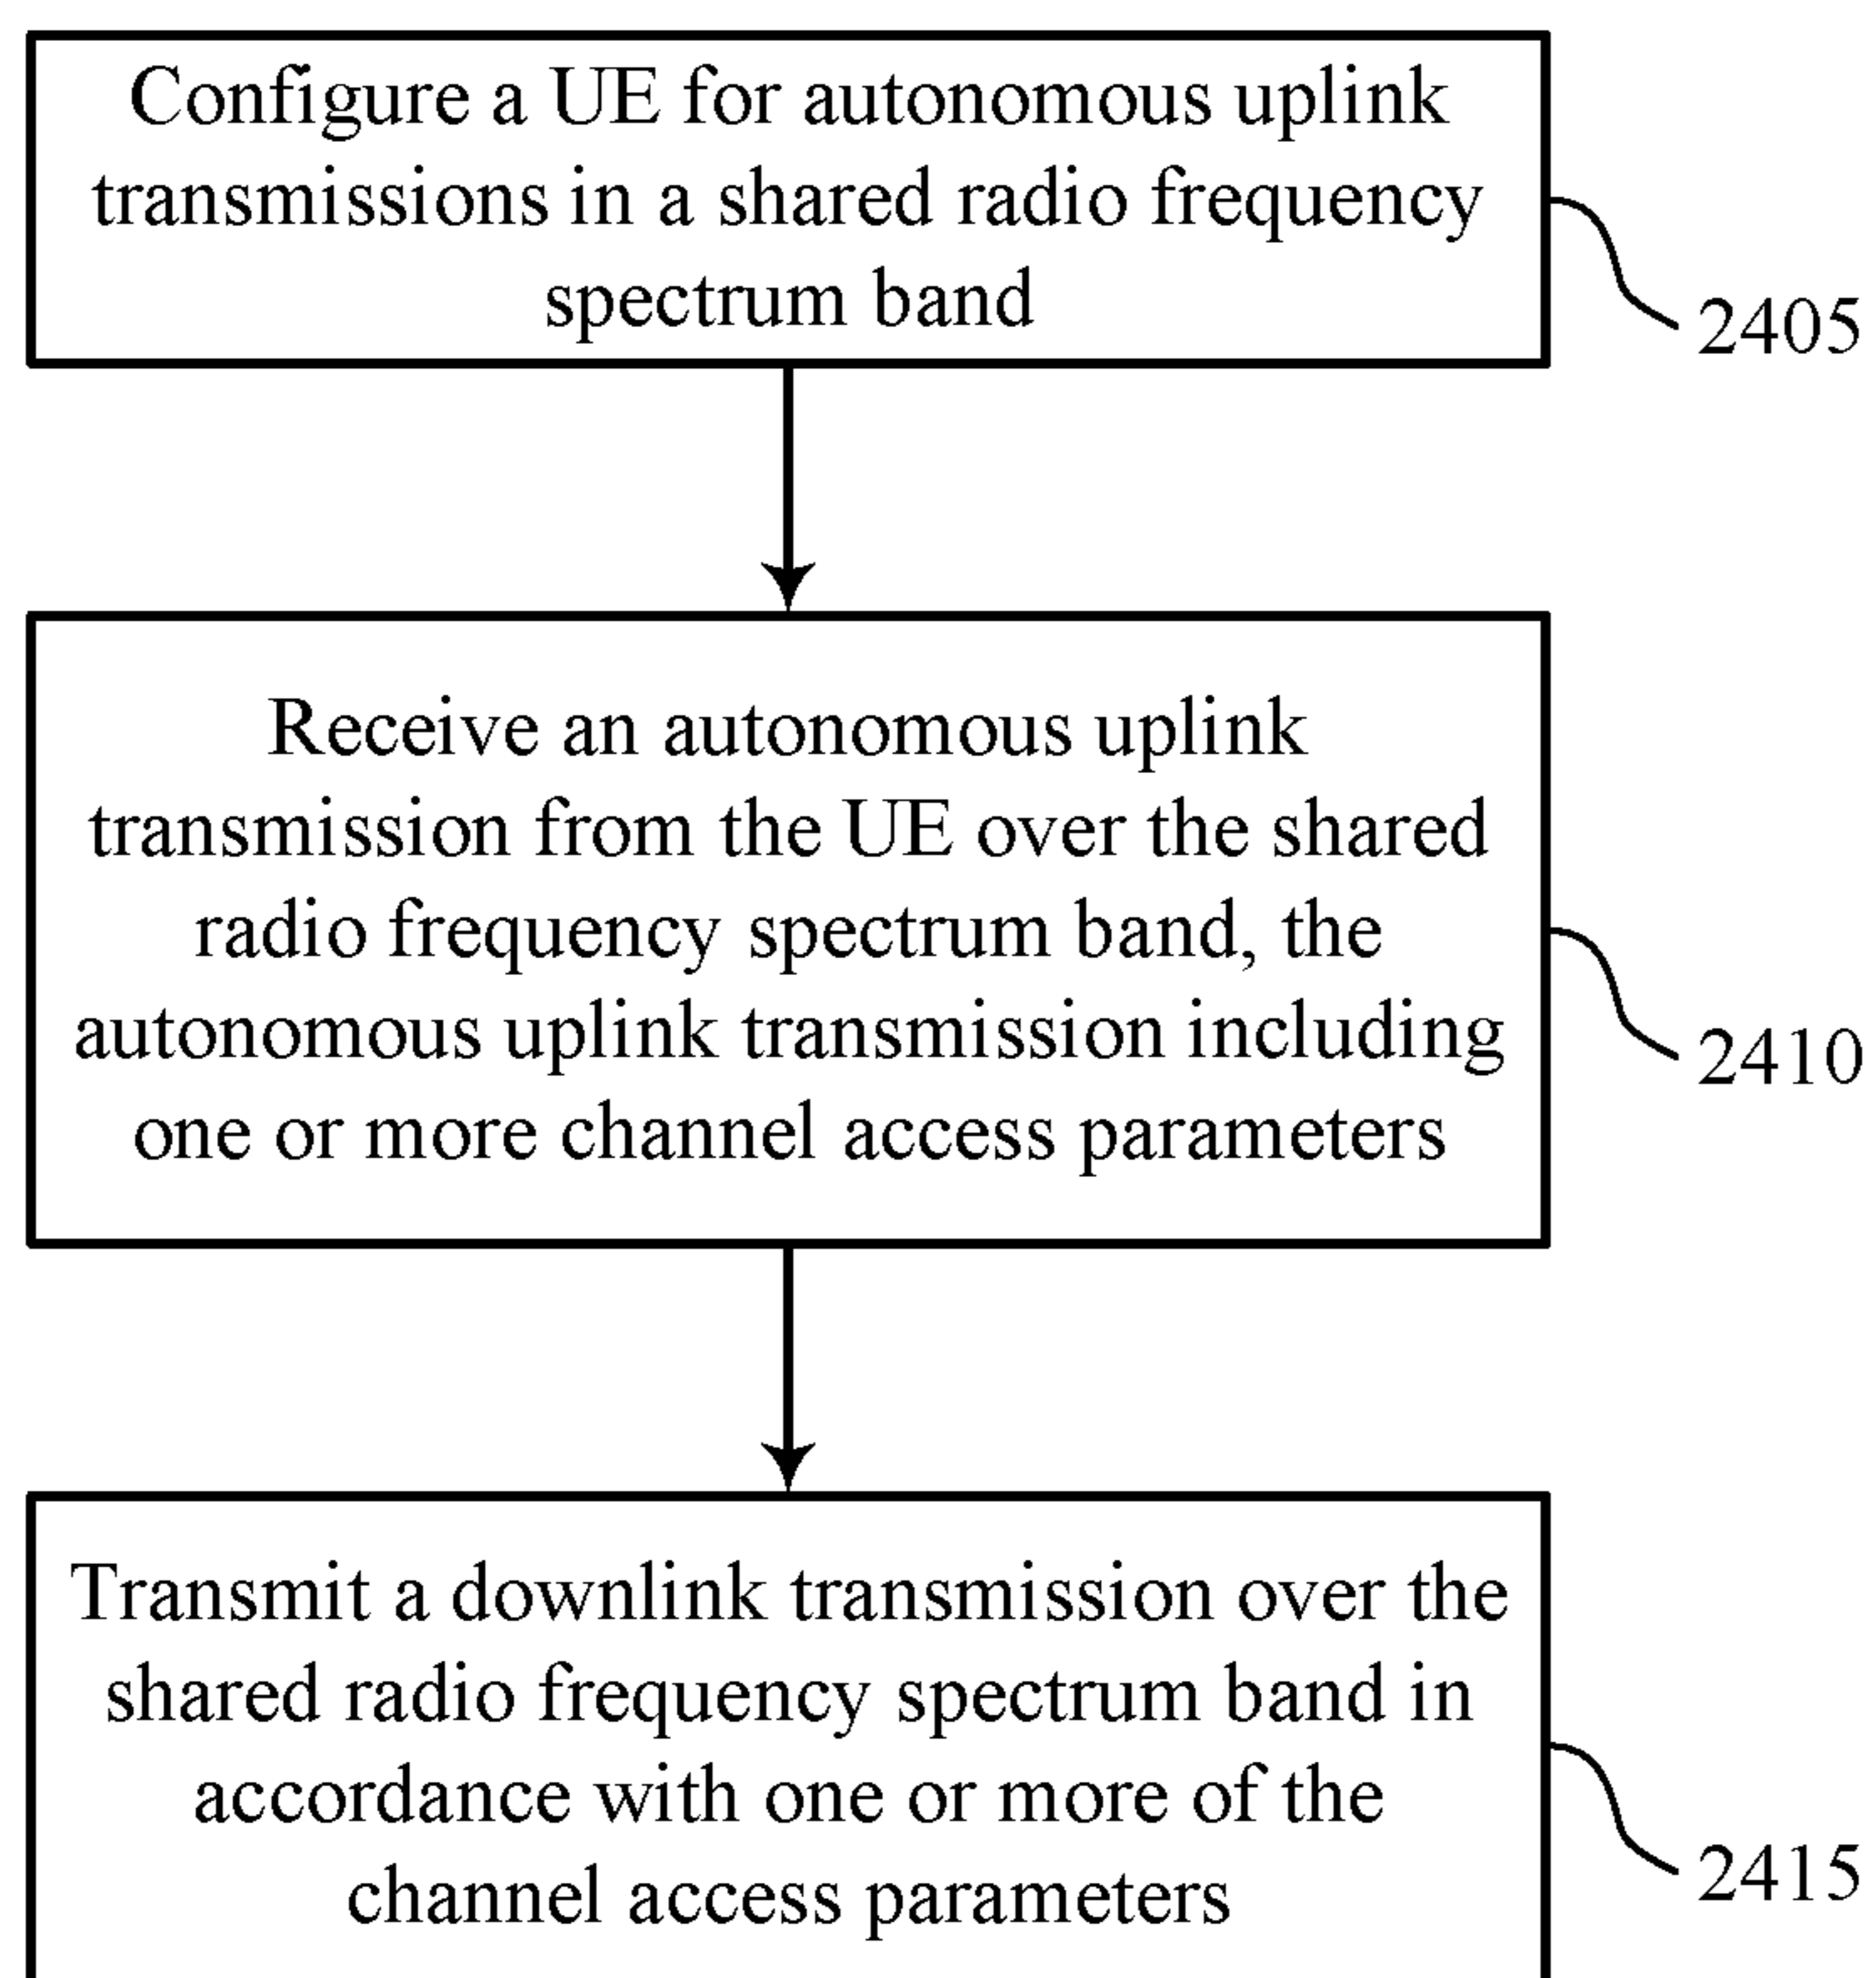 Configure a UE for autonomous uplink
transmissions in a shared radio frequency
spectrum band
2405
Receive an autonomous uplink
transmission from the UE over the shared
radio frequency spectrum band, the
autonomous uplink transmission including
one or more channel access parameters
2410
Transmit a downlink transmission over the
shared radio frequency spectrum band in
accordance with one or more of the
channel access parameters
2415